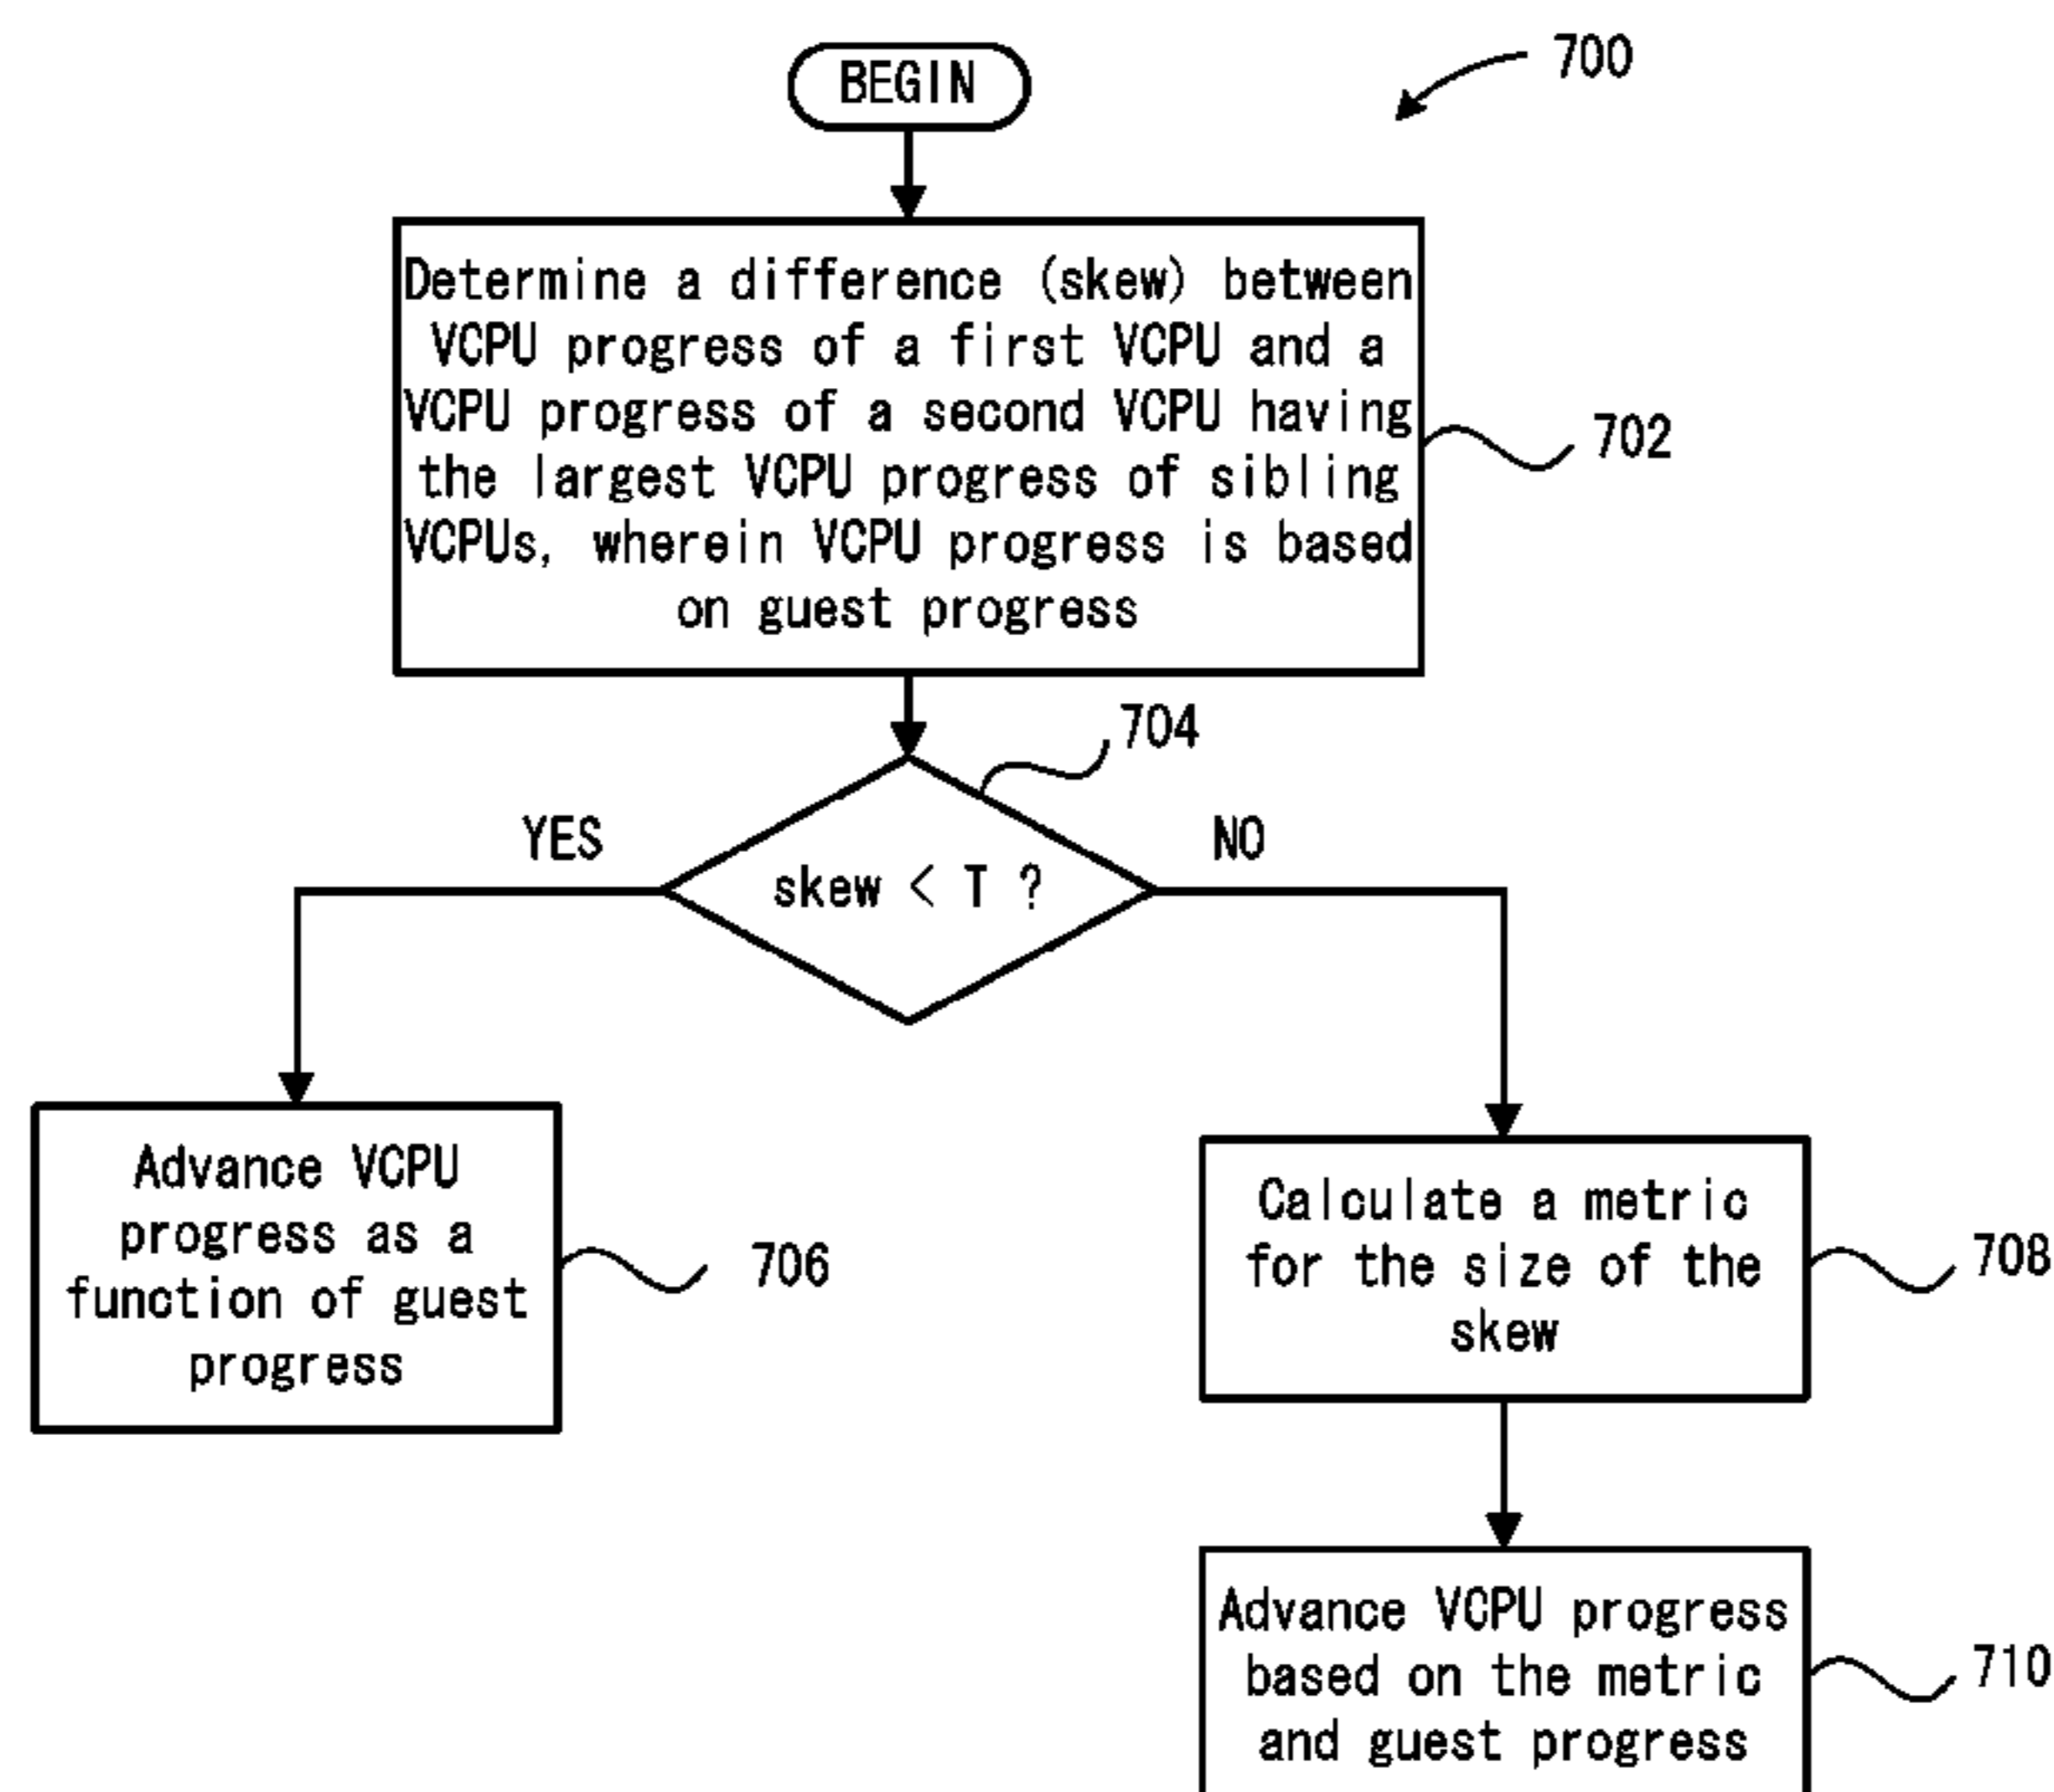 BEGIN
700
Determine a difference (skew) between
VCPU progress of a first VCPU and a
VCPU progress of a second VCPU having
the largest VCPU progress of sibling
VCPUs, wherein VCPU progress is based
on guest progress
702
704
YES
NO
skew < T ?
Advance VCPU
progress as a
function of guest
progress
706
Calculate a metric
for the size of the
skew
708
Advance VCPU progress
based on the metric
and guest progress
710